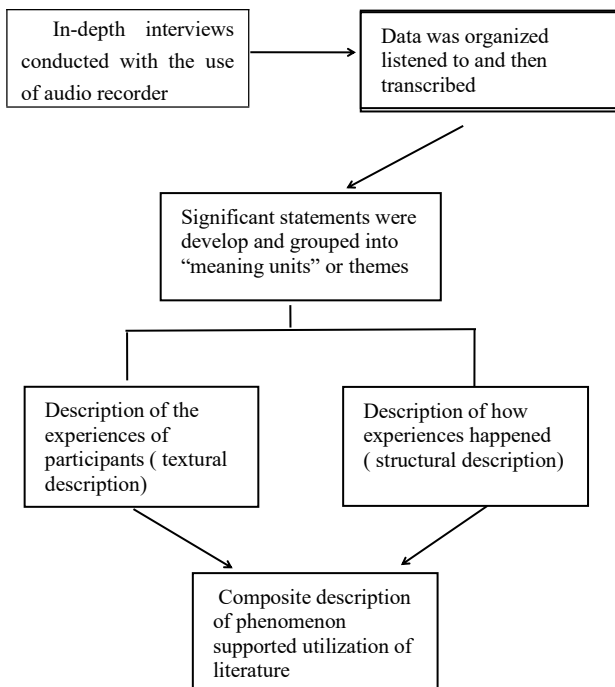 In-depth interviews
conducted with the use
of audio recorder
Data was organized
listened to and then
transcribed
Significant statements were
develop and grouped into
“meaning units” or themes
Description of the
experiences of
participants ( textural
description)
Description of how
experiences happened
( structural description)
Composite description
of phenomenon
supported utilization of
literature